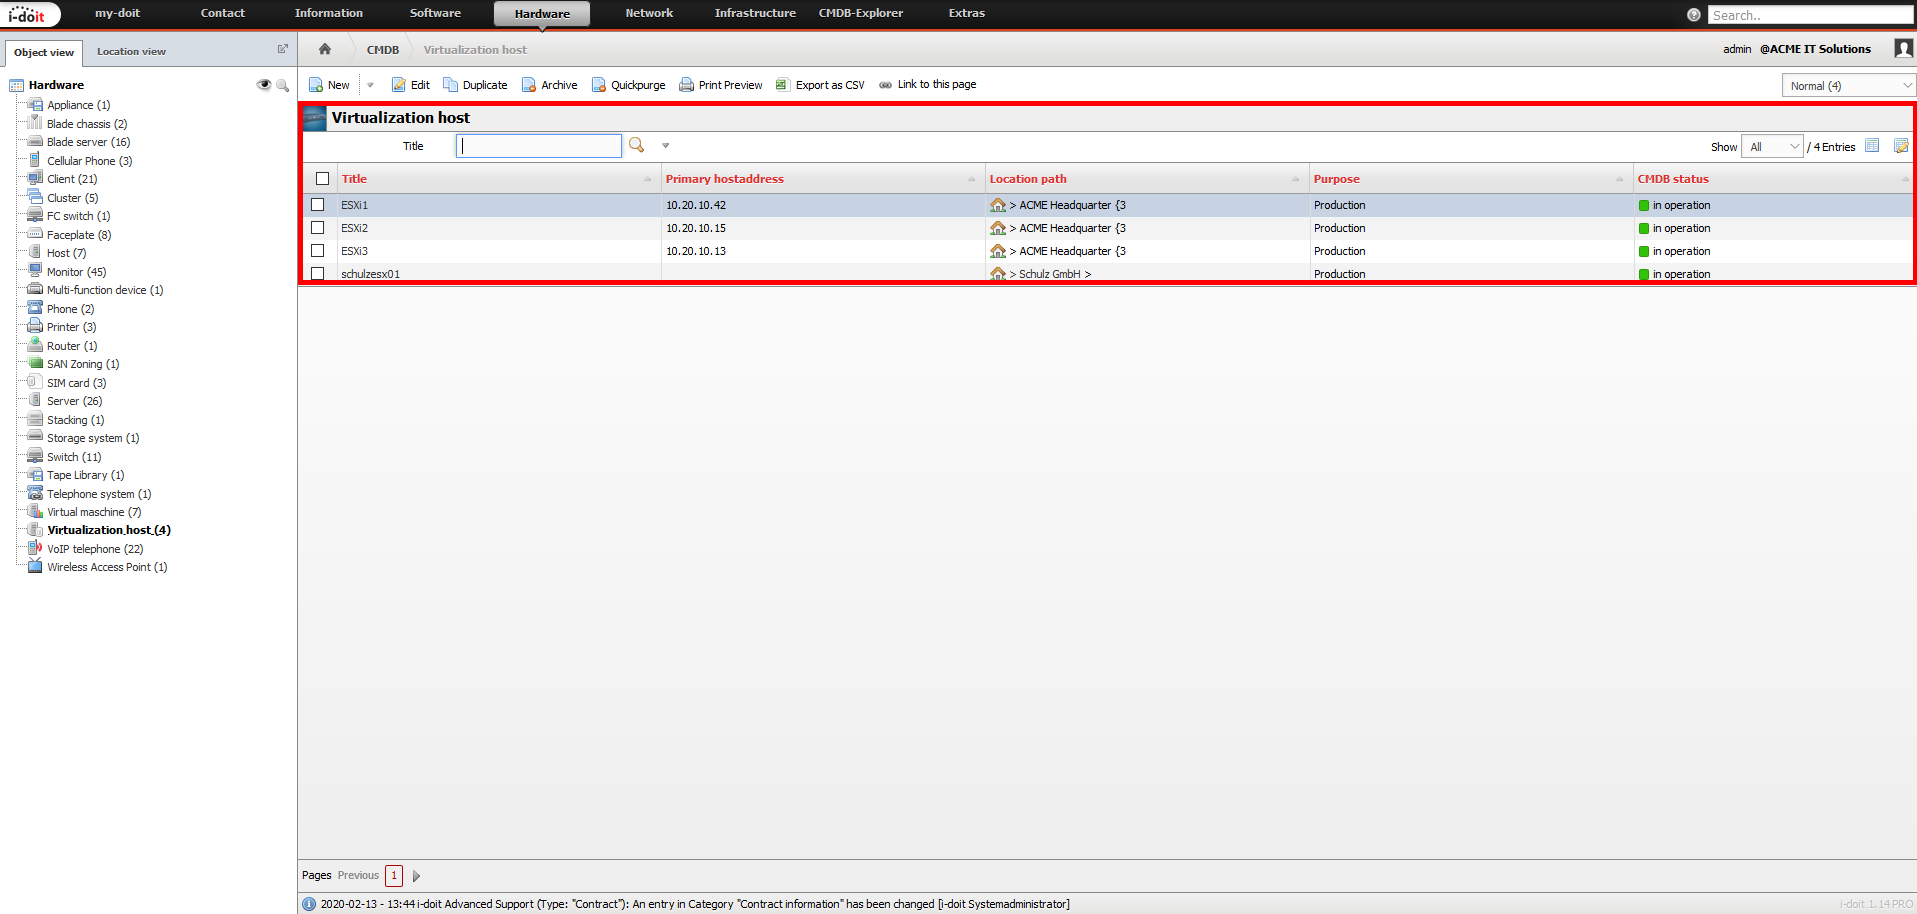 i-doit my-doit Contact Information Software Hardware Network Infrastructure CMDB-Explorer Extras Search..
Object view Location view
CMDB Virtualization host
admin @ACME IT Solutions
Hardware
Appliance (1)
Blade chassis (2)
Blade server (16)
Cellular Phone (3)
Client (21)
Cluster (5)
FC switch (1)
Faceplate (8)
Host (7)
Monitor (45)
Multi-function device (1)
Phone (2)
Printer (3)
Router (1)
SAN Zoning (1)
SIM card (3)
Server (26)
Stacking (1)
Storage system (1)
Switch (11)
Tape Library (1)
Telephone system (1)
Virtual maschine (7)
Virtualization host (4)
VoIP telephone (22)
Wireless Access Point (1)
New Edit Duplicate Archive Quickpurge Print Preview Export as CSV Link to this page Normal (4)
Virtualization host
Title Show All / 4 Entries
Title Primary hostaddress Location path Purpose CMDB status
ESXi1 10.20.10.42 > ACME Headquarter {3 Production in operation
ESXi2 10.20.10.15 > ACME Headquarter {3 Production in operation
ESXi3 10.20.10.13 > ACME Headquarter {3 Production in operation
schulzesx01 > Schulz GmbH > Production in operation
Pages Previous 1
2020-02-13 - 13:44 i-doit Advanced Support (Type: "Contract"): An entry in Category "Contract information" has been changed [i-doit Systemadministrator]
i-doit 1.14 PRO